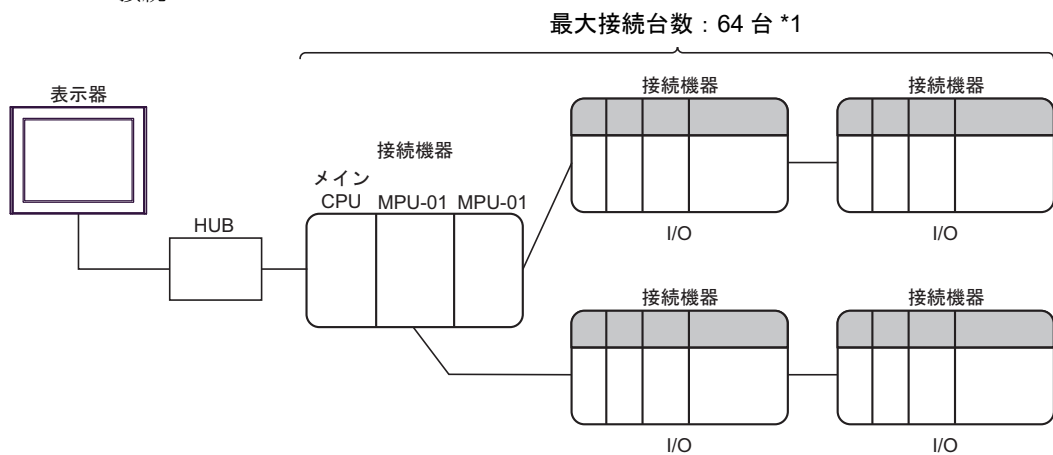 最大接続台数：64 台 *1
表示器
接続機器
接続機器
接続機器
メイン
CPU MPU-01 MPU-01
HUB
I/O
I/O
接続機器
接続機器
I/O
I/O